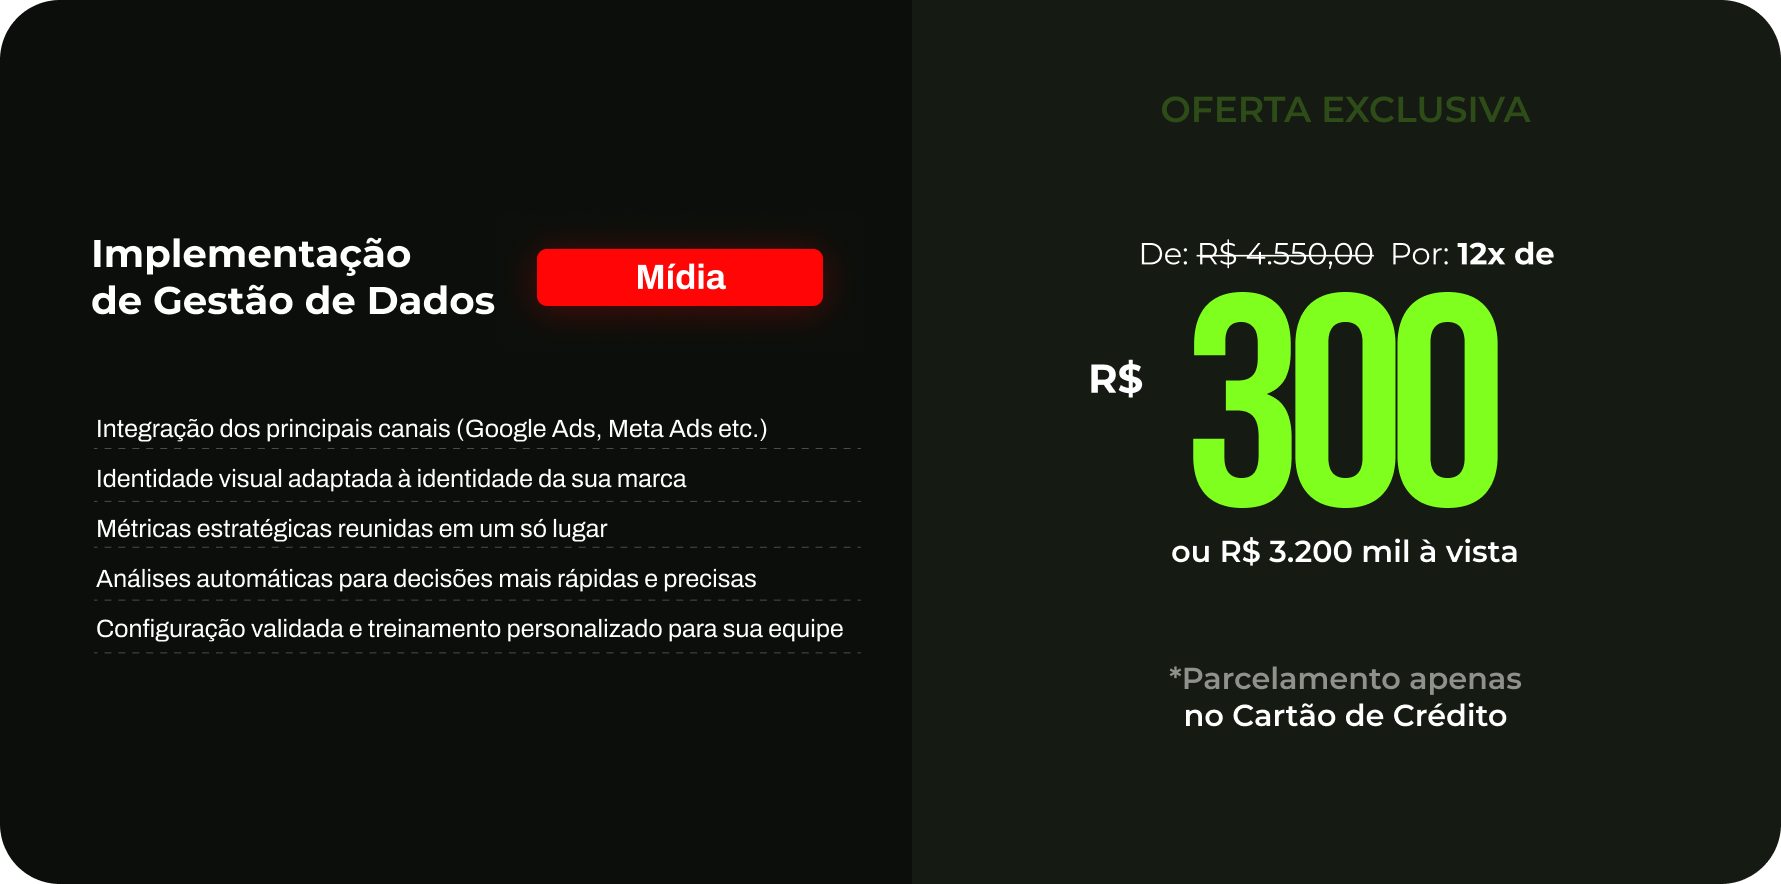 Implementação
de Gestão de Dados
Mídia
Integração dos principais canais (Google Ads, Meta Ads etc.)
Identidade visual adaptada à identidade da sua marca
Métricas estratégicas reunidas em um só lugar
Análises automáticas para decisões mais rápidas e precisas
Configuração validada e treinamento personalizado para sua equipe
OFERTA EXCLUSIVA
De: R$ 4.550,00 Por: 12x de
R$ 300
ou R$ 3.200 mil à vista
*Parcelamento apenas
no Cartão de Crédito